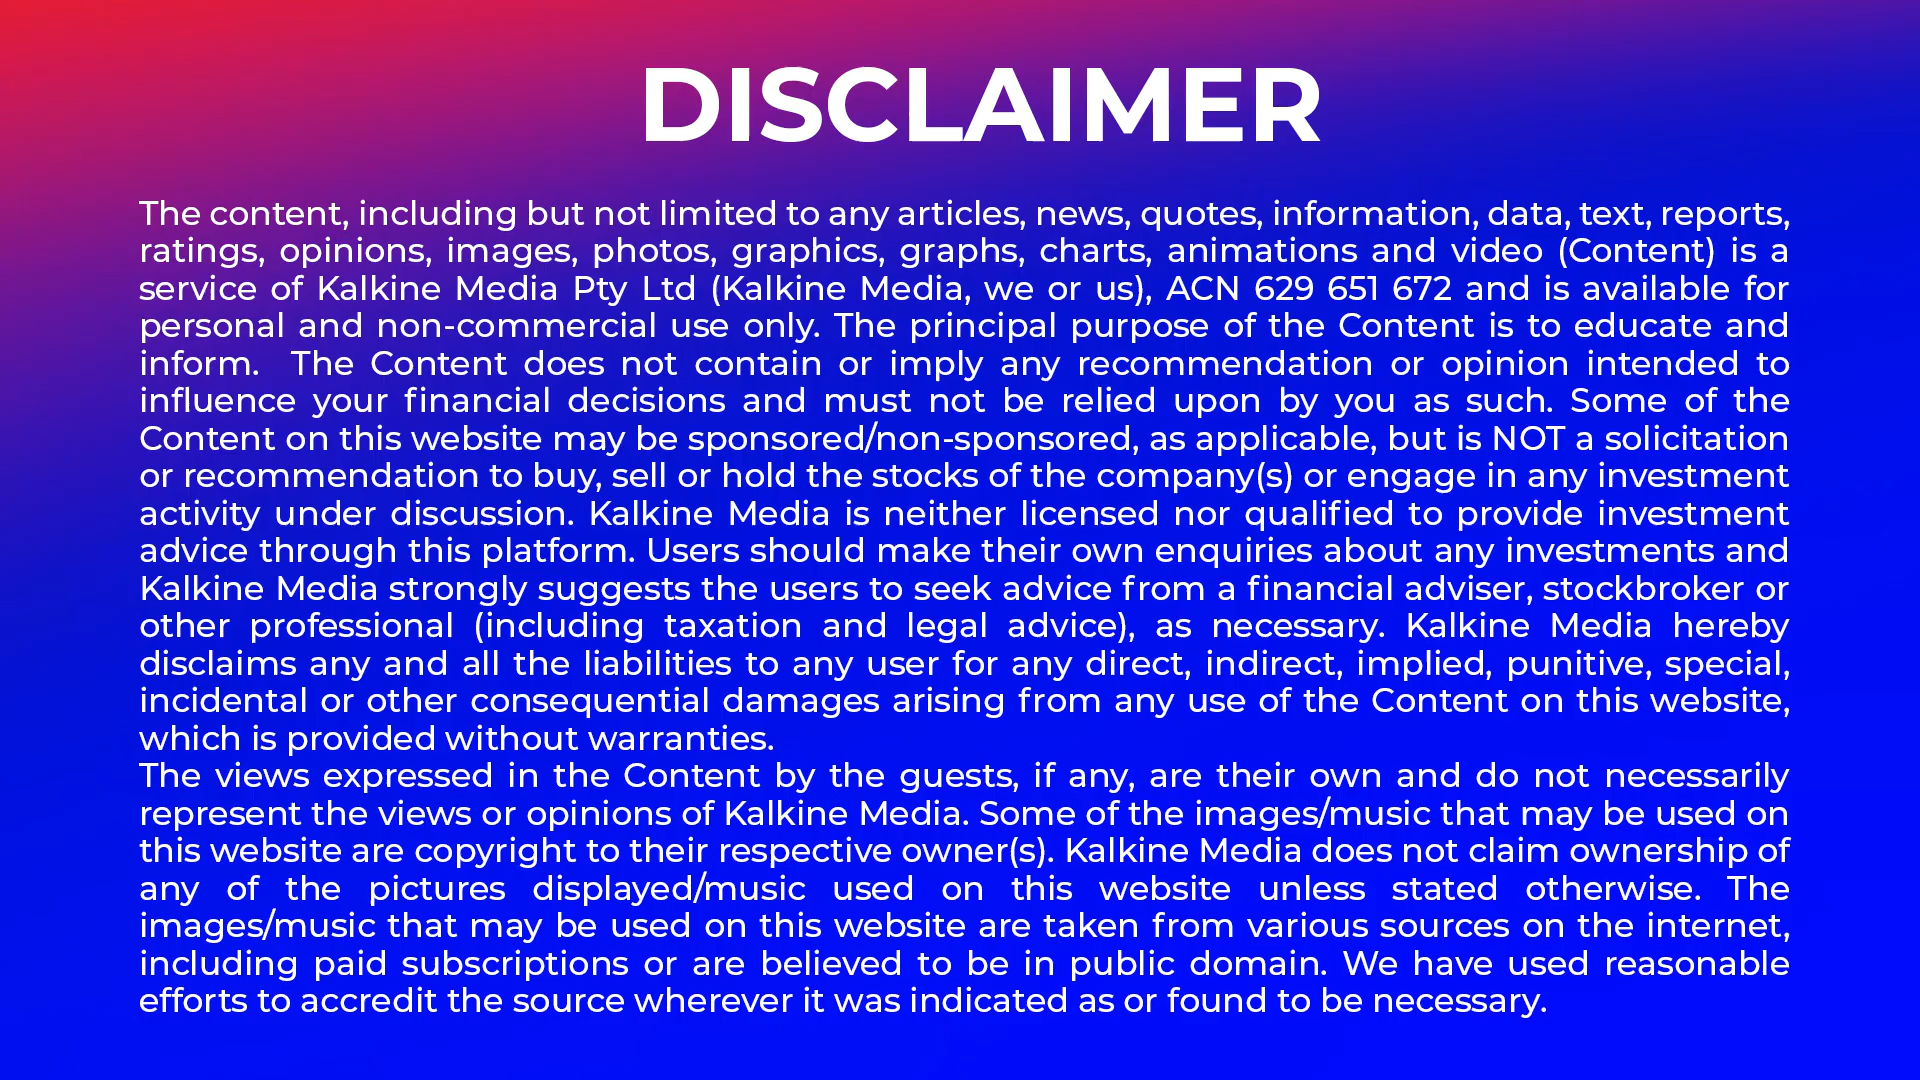 DISCLAIMER
The content, including but not limited to any articles, news, quotes, information, data, text, reports,
ratings, opinions, images, photos, graphics, graphs, charts, animations and video (Content) is a
service of Kalkine Media Pty Ltd (Kalkine Media, we or us), ACN 629 651 672 and is available for
personal and non-commercial use only. The principal purpose of the Content is to educate and
inform.  The Content does not contain or imply any recommendation or opinion intended to
influence your financial decisions and must not be relied upon by you as such. Some of the
Content on this website may be sponsored/non-sponsored, as applicable, but is NOT a solicitation
or recommendation to buy, sell or hold the stocks of the company(s) or engage in any investment
activity under discussion. Kalkine Media is neither licensed nor qualified to provide investment
advice through this platform. Users should make their own enquiries about any investments and
Kalkine Media strongly suggests the users to seek advice from a financial adviser, stockbroker or
other professional (including taxation and legal advice), as necessary. Kalkine Media hereby
disclaims any and all the liabilities to any user for any direct, indirect, implied, punitive, special,
incidental or other consequential damages arising from any use of the Content on this website,
which is provided without warranties.
The views expressed in the Content by the guests, if any, are their own and do not necessarily
represent the views or opinions of Kalkine Media. Some of the images/music that may be used on
this website are copyright to their respective owner(s). Kalkine Media does not claim ownership of
any of the pictures displayed/music used on this website unless stated otherwise. The
images/music that may be used on this website are taken from various sources on the internet,
including paid subscriptions or are believed to be in public domain. We have used reasonable
efforts to accredit the source wherever it was indicated as or found to be necessary.